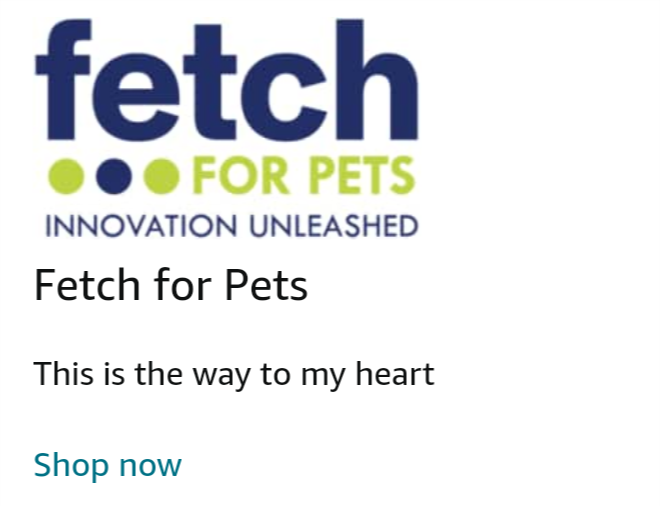 fetch
FOR PETS
INNOVATION UNLEASHED
Fetch for Pets
This is the way to my heart
Shop now